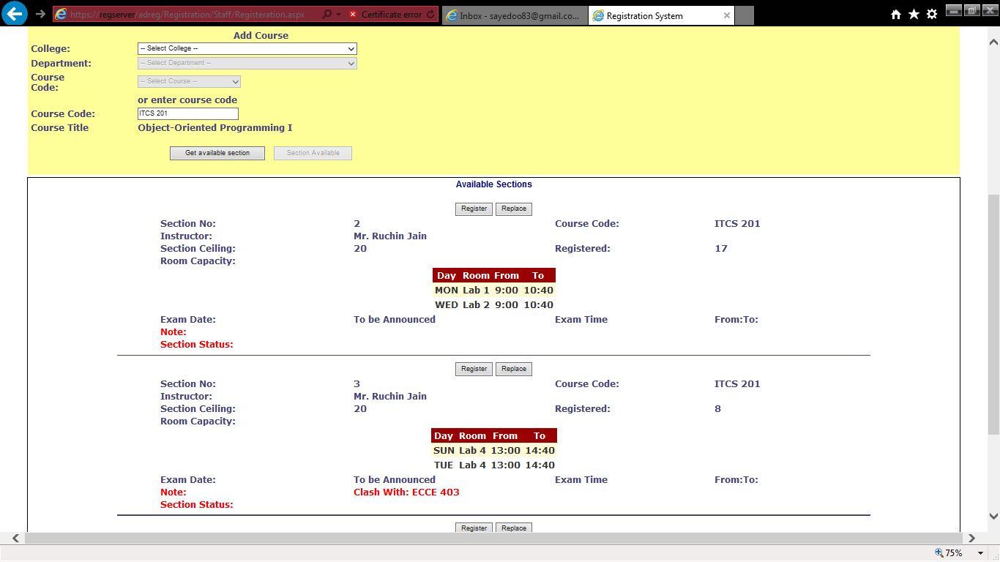 https://regserver/adreg/Registration/Staff/Registeration.aspx Certificate error Inbox - sayedoo83@gmail.co... Registration System
Add Course
College: -- Select College --
Department: -- Select Department --
Course
Code: -- Select Course --
or enter course code
Course Code: ITCS 201
Course Title Object-Oriented Programming I
Get available section Section Available
Available Sections
Register Replace
Section No: 2 Course Code: ITCS 201
Instructor: Mr. Ruchin Jain
Section Ceiling: 20 Registered: 17
Room Capacity:
Day Room From To
MON Lab 1 9:00 10:40
WED Lab 2 9:00 10:40
Exam Date: To be Announced Exam Time From:To:
Note:
Section Status:
Register Replace
Section No: 3 Course Code: ITCS 201
Instructor: Mr. Ruchin Jain
Section Ceiling: 20 Registered: 8
Room Capacity:
Day Room From To
SUN Lab 4 13:00 14:40
TUE Lab 4 13:00 14:40
Exam Date: To be Announced Exam Time From:To:
Note: Clash With: ECCE 403
Section Status:
Register Replace
75%